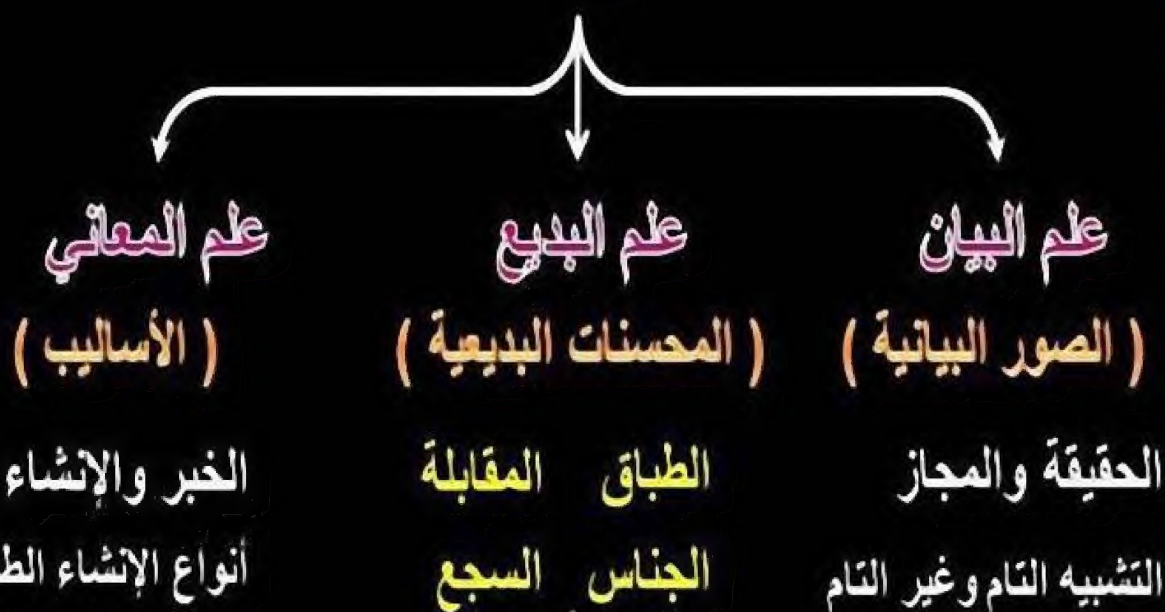 علم البيان
علم البديع
علم المعاني
( الصور البيانية )
( المحسنات البديعية )
( الأساليب )
الحقيقة والمجاز
الطباق المقابلة
الخبر والإنشاء
التشبيه التام وغير التام
الجناس السجع
أنواع الإنشاء